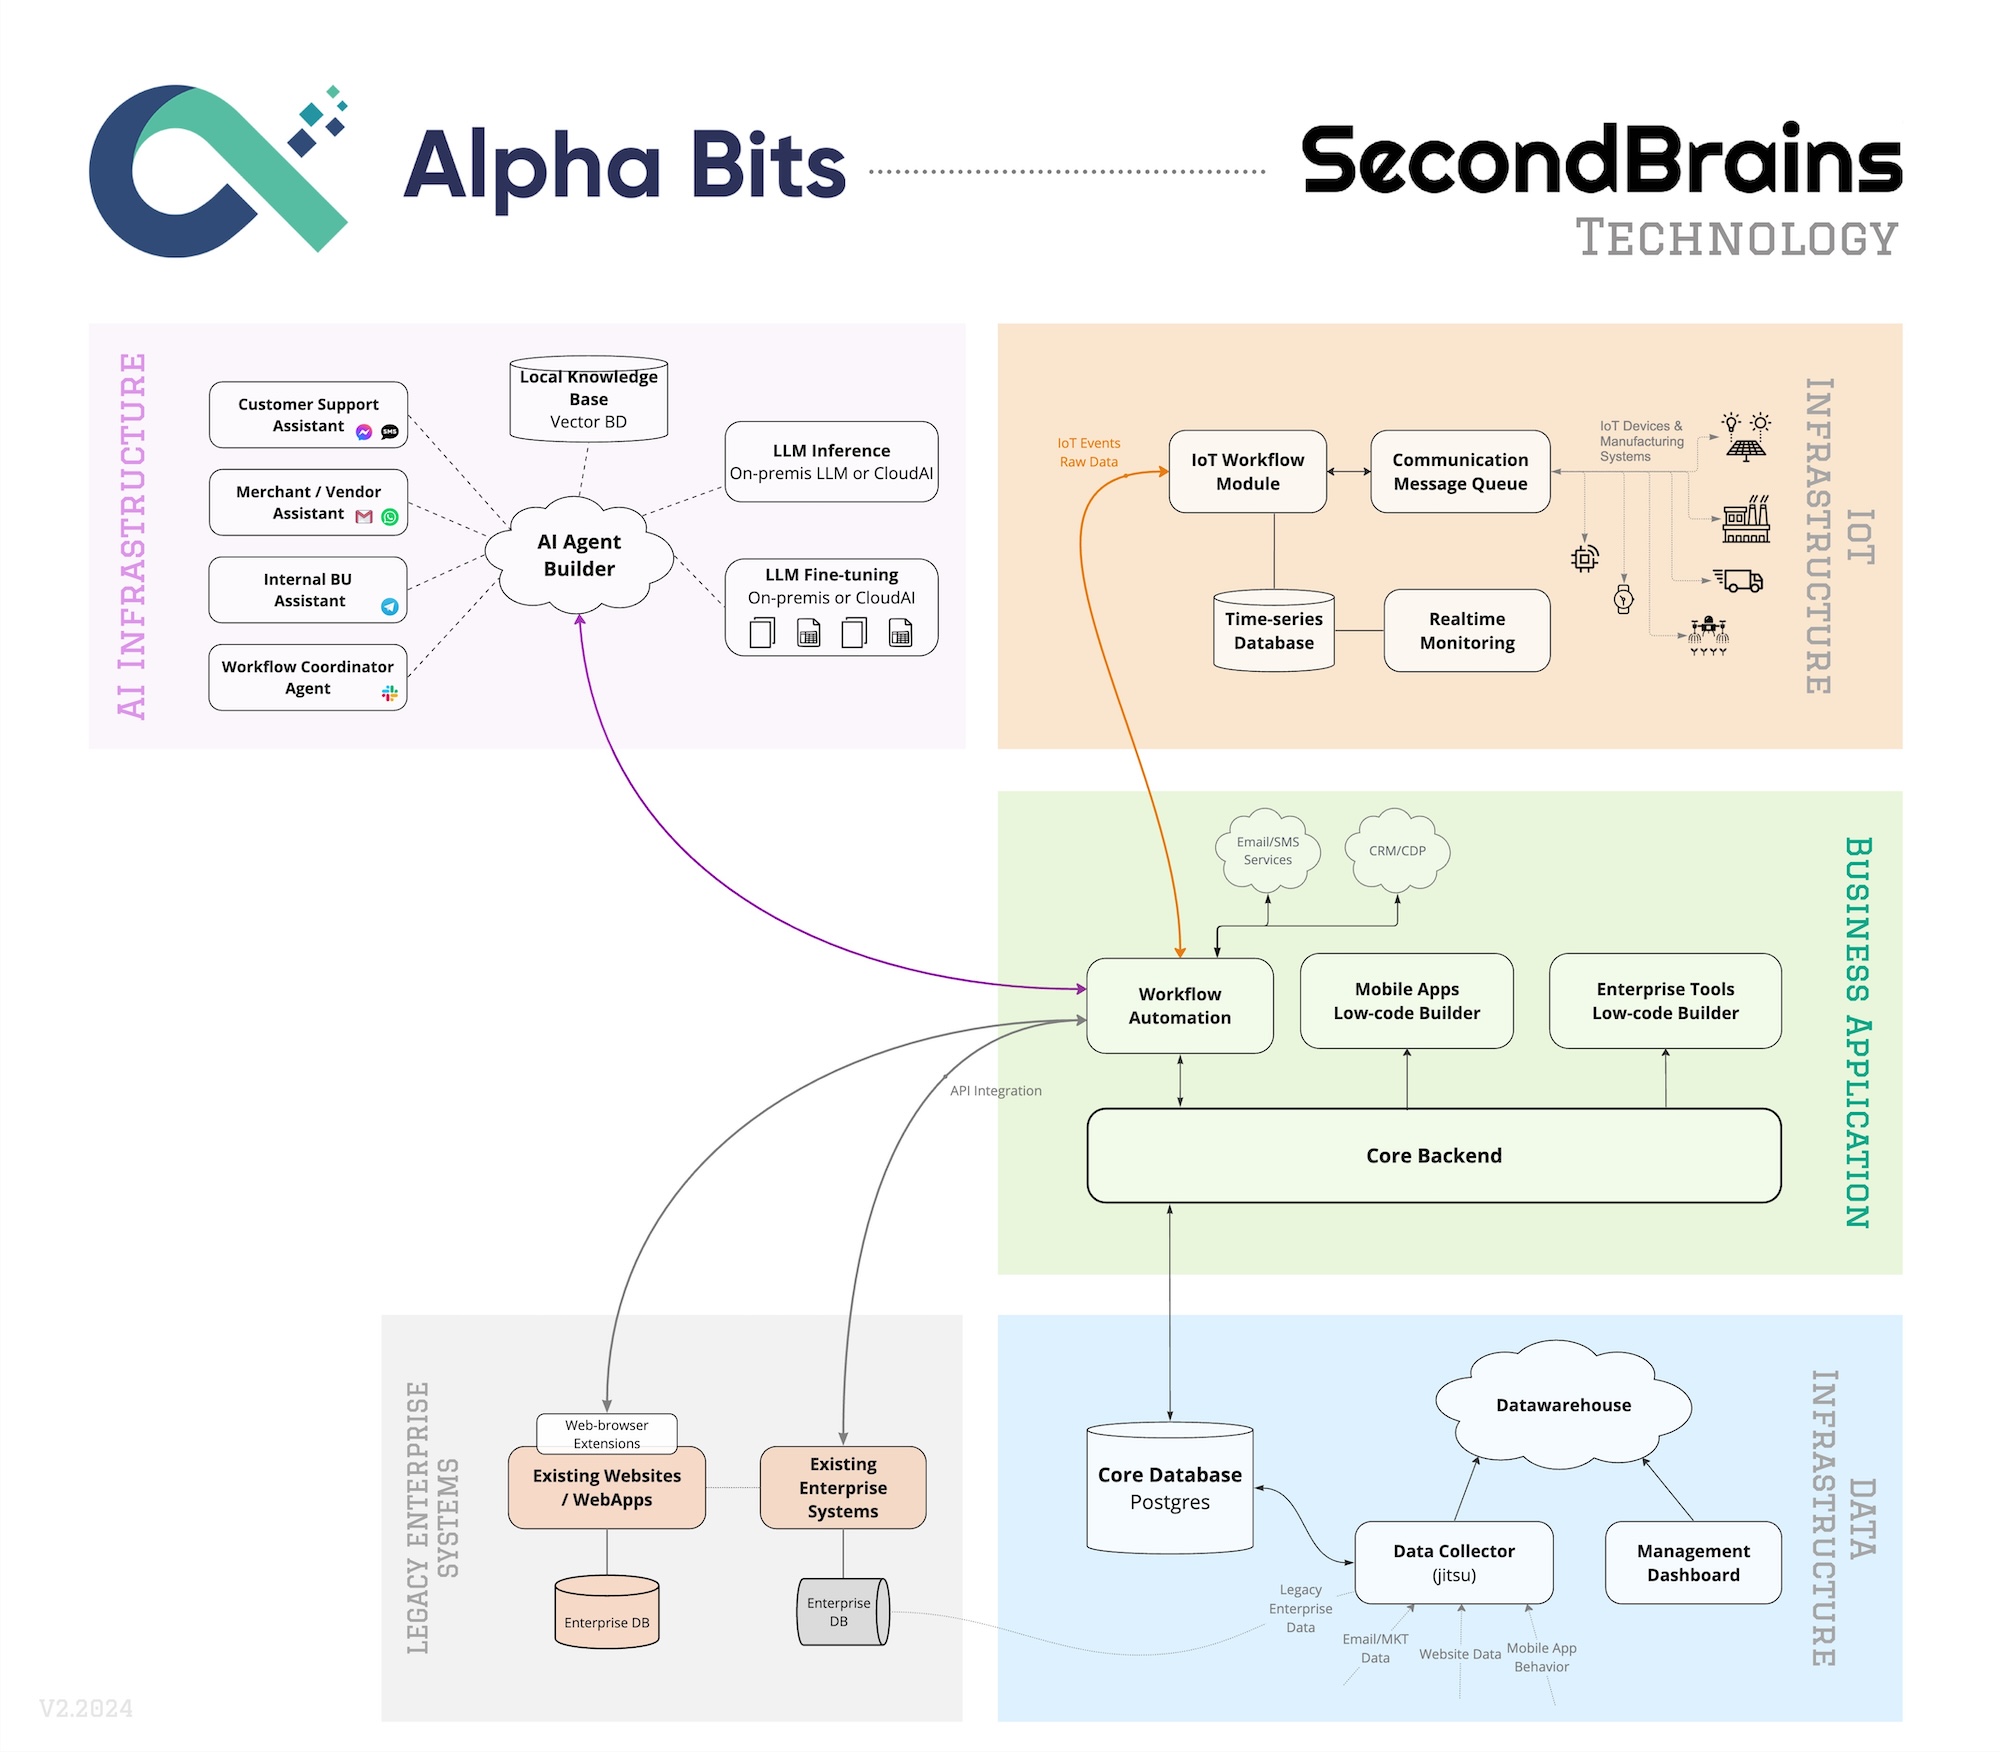 Alpha Bits
SecondBrains
Technology
AI Infrastructure
Customer Support
Assistant
SMS
Merchant / Vendor
Assistant
Internal BU
Assistant
Workflow Coordinator
Agent
Local Knowledge
Base
Vector BD
AI Agent
Builder
LLM Inference
On-premis LLM or CloudAI
LLM Fine-tuning
On-premis or CloudAI
IoT
Infrastructure
IoT Events
Raw Data
IoT Workflow
Module
Communication
Message Queue
IoT Devices &
Manufacturing
Systems
Time-series
Database
Realtime
Monitoring
Business Application
Email/SMS
Services
CRM/CDP
Workflow
Automation
Mobile Apps
Low-code Builder
Enterprise Tools
Low-code Builder
API Integration
Core Backend
Legacy Enterprise
Systems
Web-browser
Extensions
Existing Websites
/ WebApps
Existing
Enterprise
Systems
Enterprise DB
Enterprise
DB
Data
Infrastructure
Datawarehouse
Core Database
Postgres
Data Collector
(jitsu)
Management
Dashboard
Legacy
Enterprise
Data
Email/MKT
Data
Website Data
Mobile App
Behavior
V2.2024